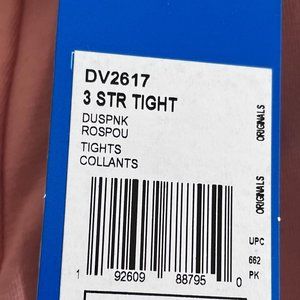 DV2617
3 STR TIGHT
DUSPNK
ROSPOU
TIGHTS
COLLANTS
ORIGINALS
ORIGINALS
UPC
662
PK
1 92609 88795 0